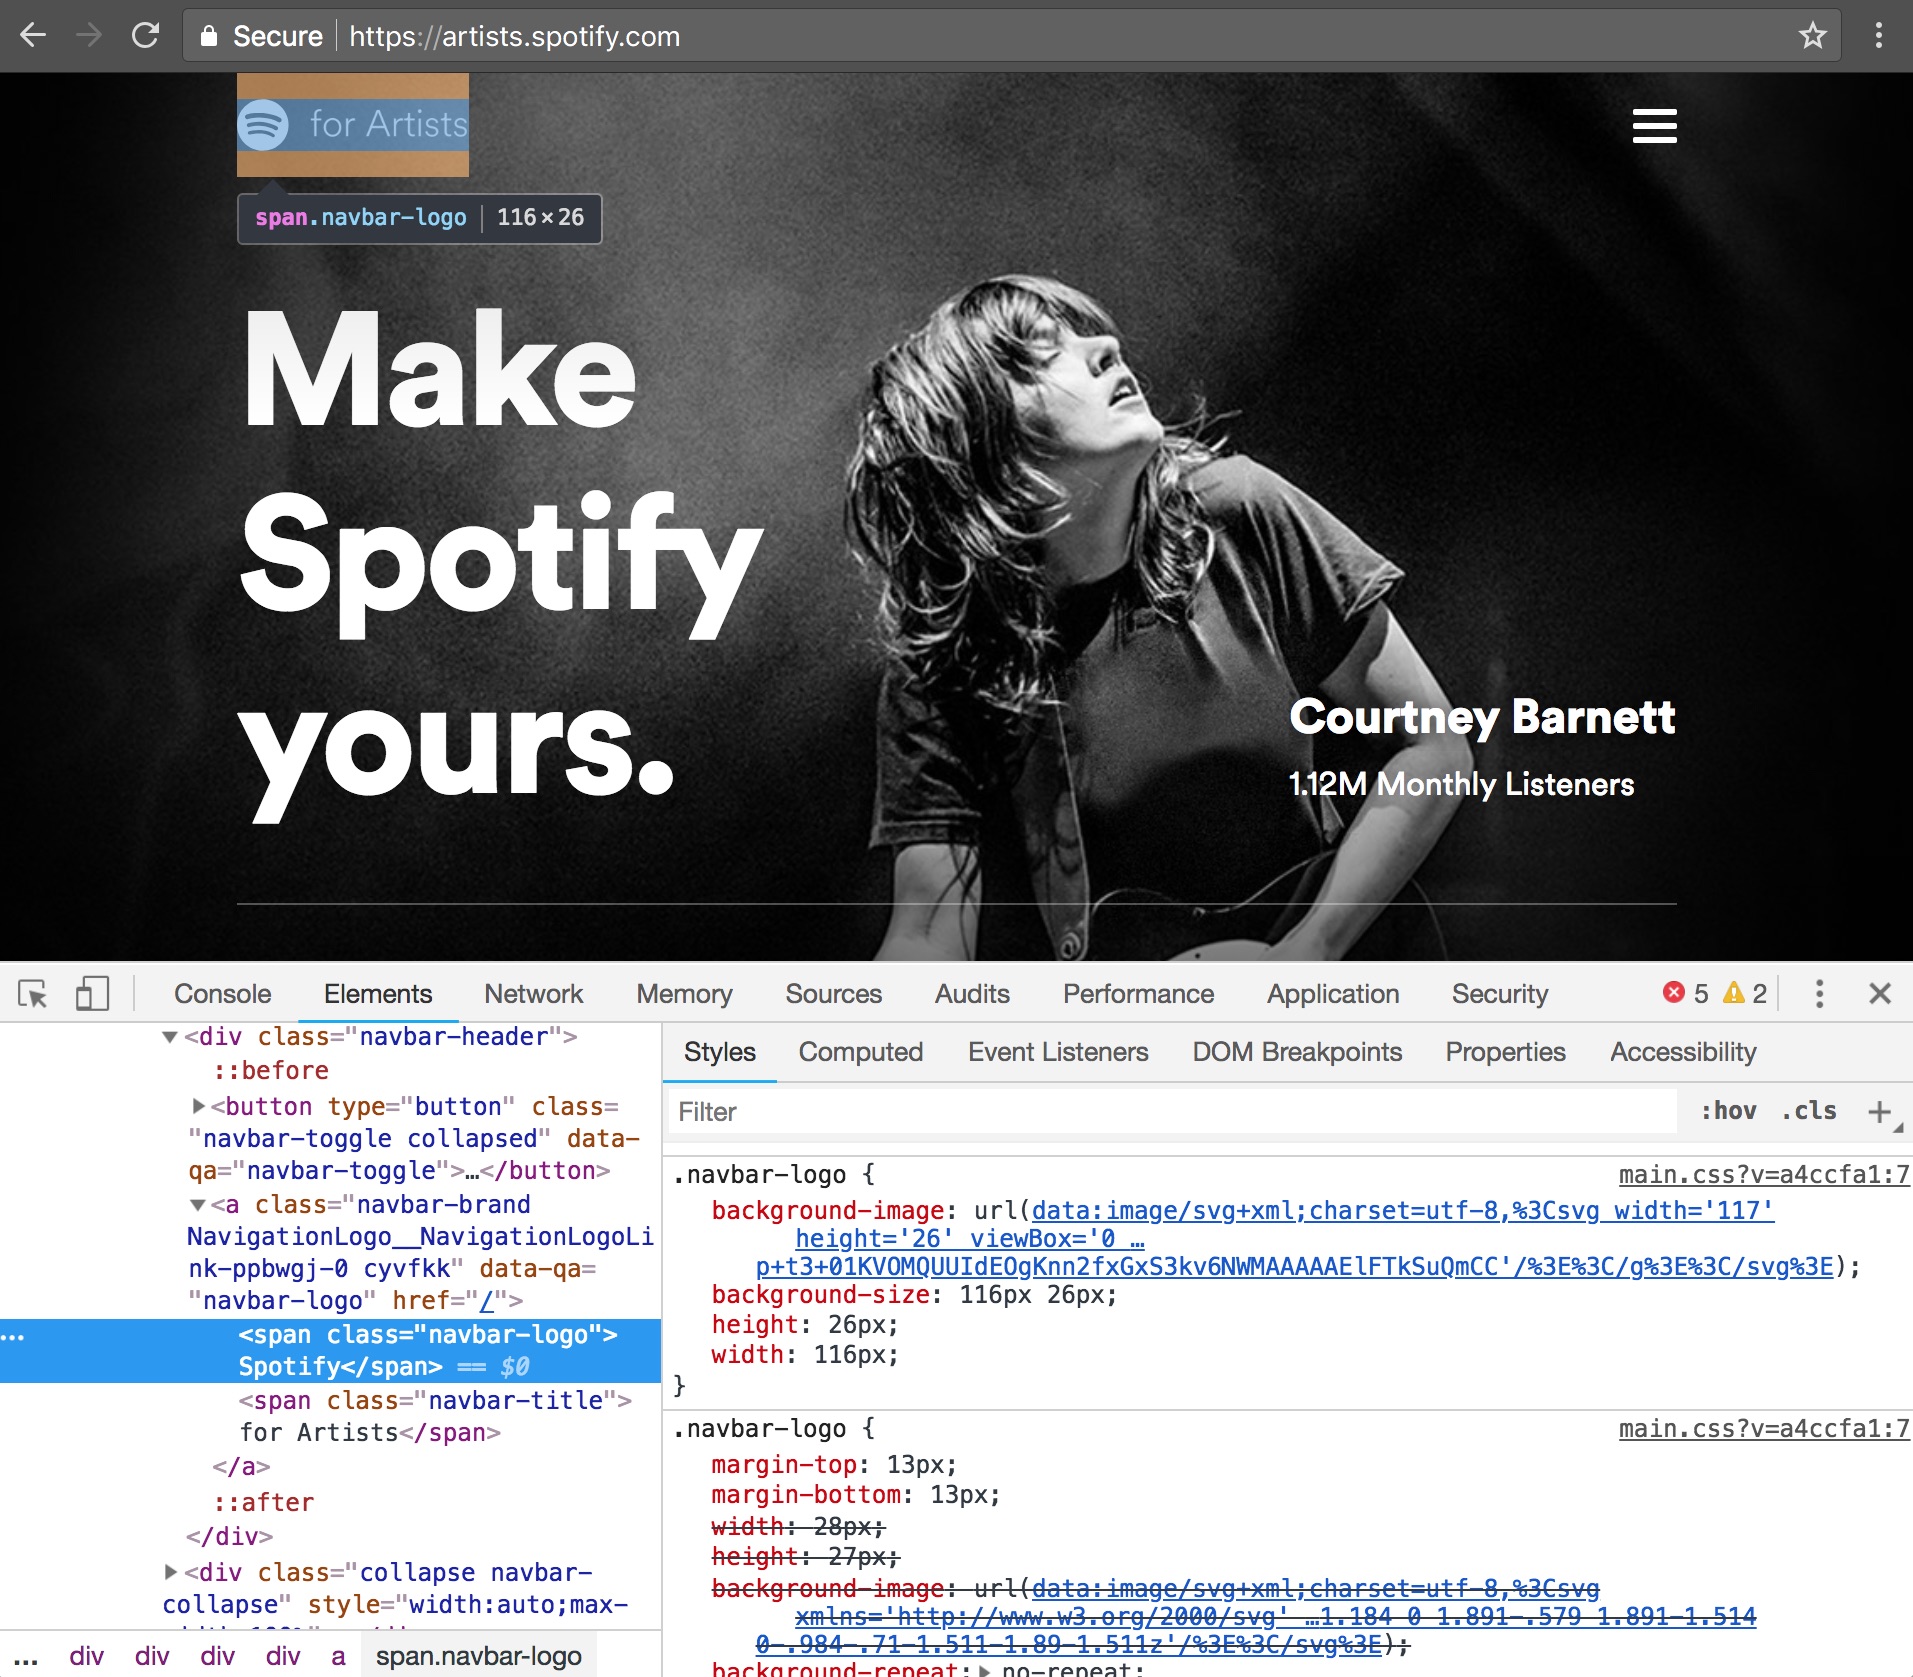 Secure | https://artists.spotify.com
for Artists
span.navbar-logo | 116×26
Make
Spotify
yours.
Courtney Barnett
1.12M Monthly Listeners
Console Elements Network Memory Sources Audits Performance Application Security 5 2
<div class="navbar-header">
::before
<button type="button" class=
"navbar-toggle collapsed" data-
qa="navbar-toggle">…</button>
<a class="navbar-brand
NavigationLogo__NavigationLogoLi
nk-ppbwgj-0 cyvfkk" data-qa=
"navbar-logo" href="/">
<span class="navbar-logo">
Spotify</span> == $0
<span class="navbar-title">
for Artists</span>
</a>
::after
</div>
<div class="collapse navbar-
collapse" style="width:auto;max-
... div div div div a span.navbar-logo
Styles Computed Event Listeners DOM Breakpoints Properties Accessibility
Filter :hov .cls +
.navbar-logo { main.css?v=a4ccfa1:7
background-image: url(data:image/svg+xml;charset=utf-8,%3Csvg width='117'
height='26' viewBox='0 …
p+t3+01KVOMQUUIdEOgKnn2fxGxS3kv6NWMAAAAAElFTkSuQmCC'/%3E%3C/g%3E%3C/svg%3E);
background-size: 116px 26px;
height: 26px;
width: 116px;
}
.navbar-logo { main.css?v=a4ccfa1:7
margin-top: 13px;
margin-bottom: 13px;
width: 28px;
height: 27px;
background-image: url(data:image/svg+xml;charset=utf-8,%3Csvg
xmlns='http://www.w3.org/2000/svg' …1.184 0 1.891-.579 1.891-1.514
0-.984-.71-1.511-1.89-1.511z'/%3E%3C/svg%3E);
background-repeat: no-repeat;